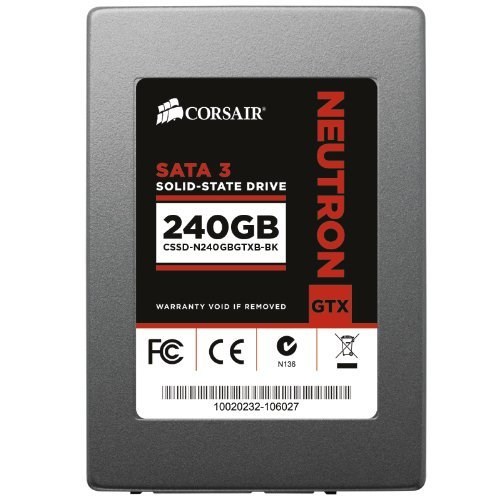 CORSAIR
SATA 3
SOLID-STATE DRIVE
240GB
CSSD-N240GBGTXB-BK
WARRANTY VOID IF REMOVED
NEUTRON
GTX
FC CE
N138
10020232-106027